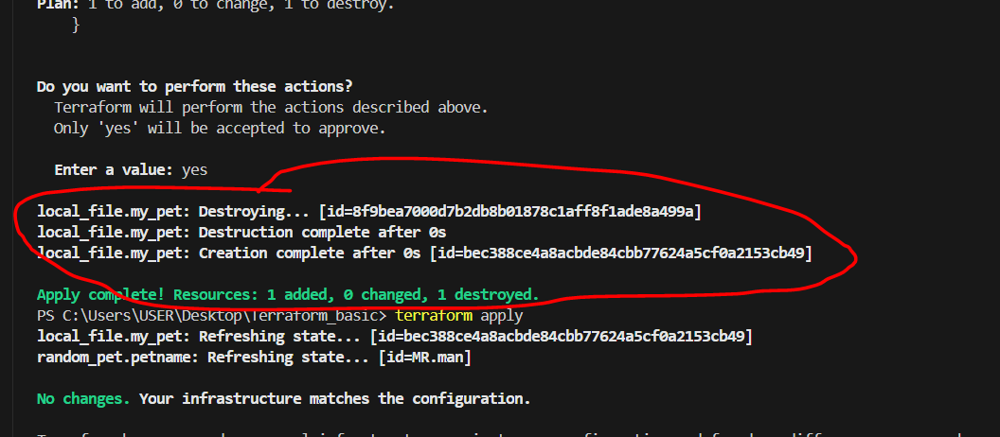 Plan: 1 to add, 0 to change, 1 to destroy.
}
Do you want to perform these actions?
Terraform will perform the actions described above.
Only 'yes' will be accepted to approve.
Enter a value: yes
local_file.my_pet: Destroying... [id=8f9bea7000d7b2db8b01878c1aff8f1ade8a499a]
local_file.my_pet: Destruction complete after 0s
local_file.my_pet: Creation complete after 0s [id=bec388ce4a8acbde84cbb77624a5cf0a2153cb49]
Apply complete! Resources: 1 added, 0 changed, 1 destroyed.
PS C:\Users\USER\Desktop\Terraform_basic> terraform apply
local_file.my_pet: Refreshing state... [id=bec388ce4a8acbde84cbb77624a5cf0a2153cb49]
random_pet.petname: Refreshing state... [id=MR.man]
No changes. Your infrastructure matches the configuration.